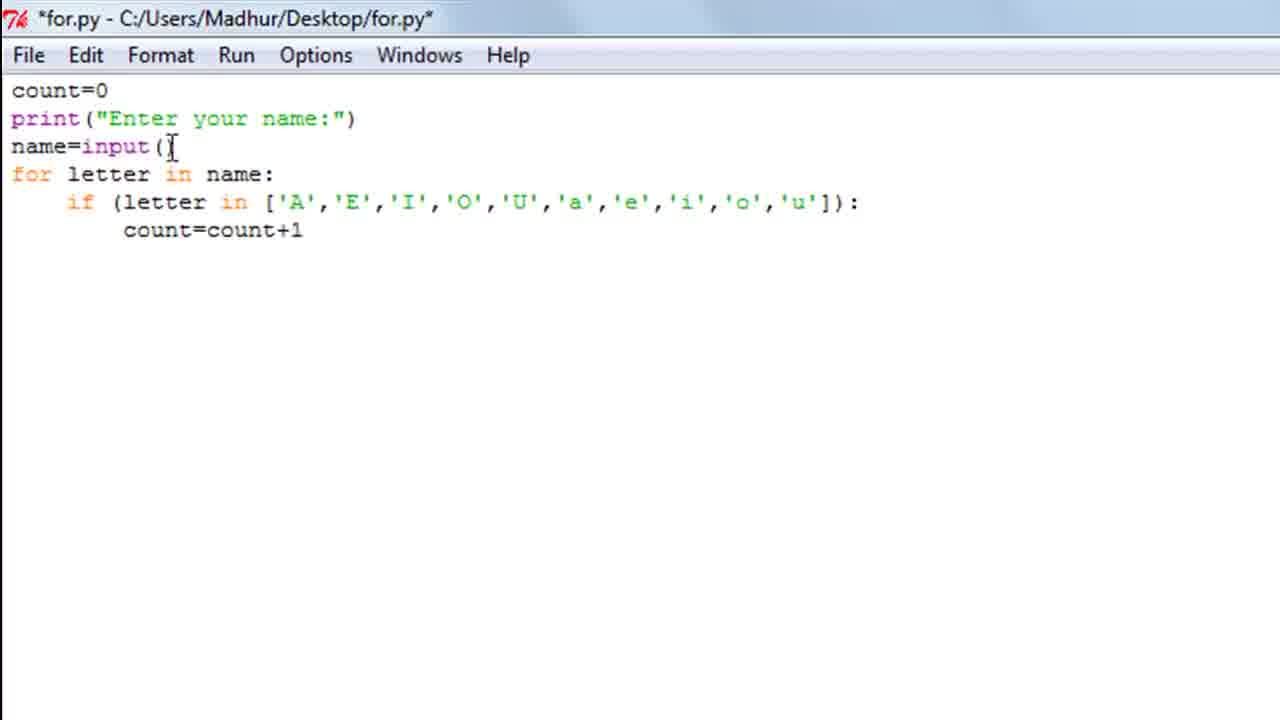 *for.py - C:/Users/Madhur/Desktop/for.py*
File Edit Format Run Options Windows Help
count=0
print("Enter your name:")
name=input()
for letter in name:
    if (letter in ['A','E','I','O','U','a','e','i','o','u']):
        count=count+1